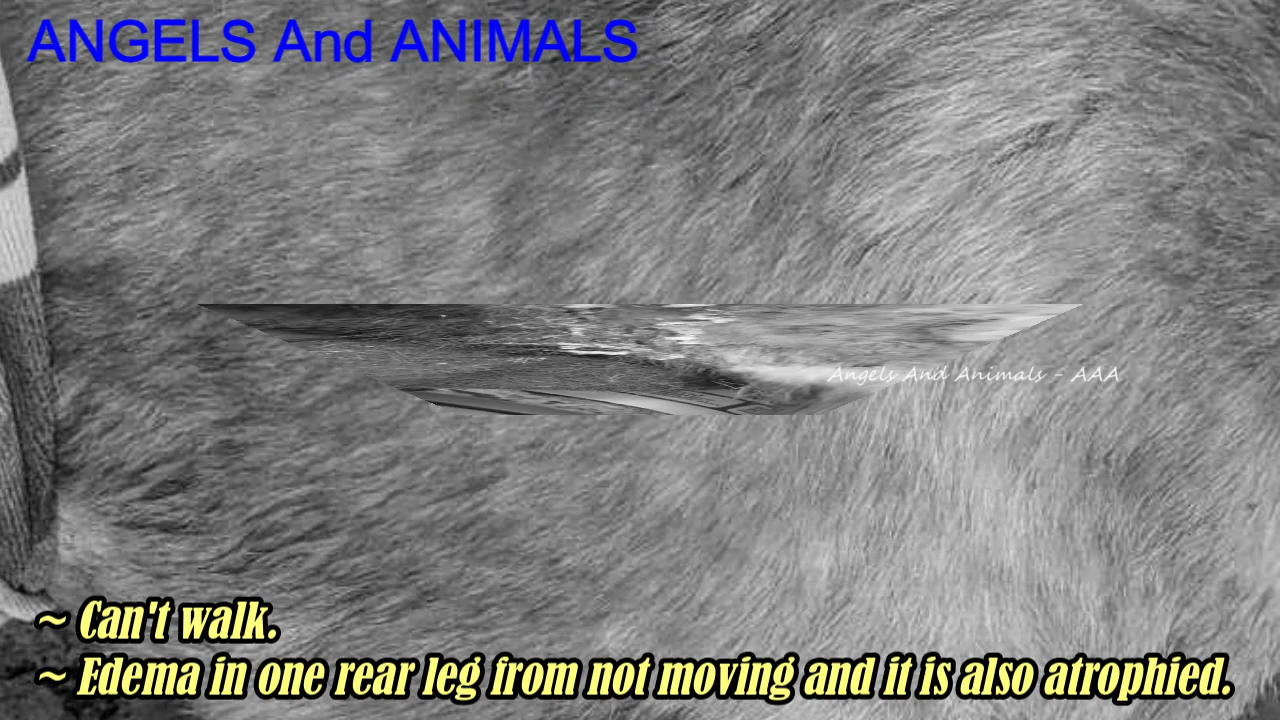 ANGELS And ANIMALS
Angels And Animals - AAA
~ Can't walk.
~ Edema in one rear leg from not moving and it is also atrophied.